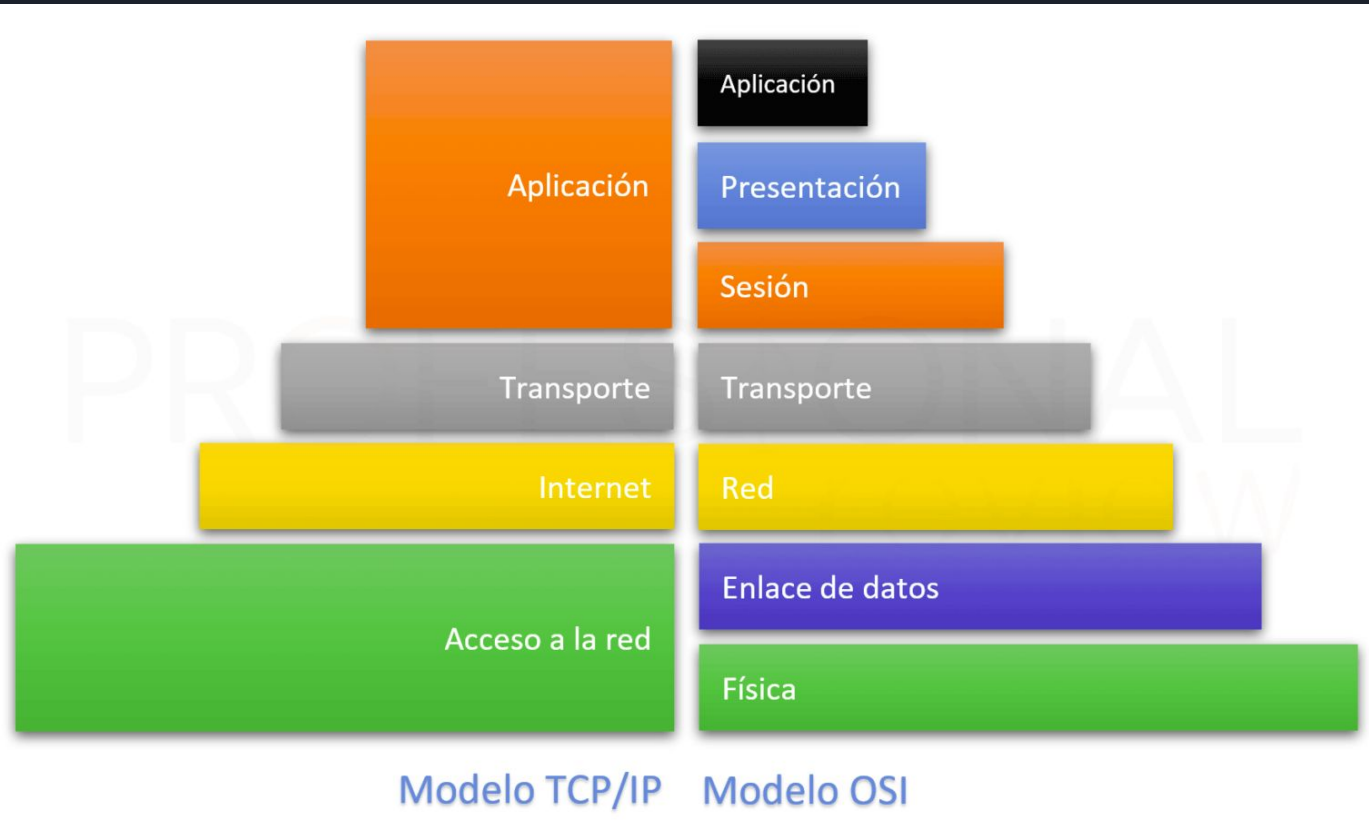 Aplicación
Transporte
Internet
Acceso a la red
Modelo TCP/IP
Aplicación
Presentación
Sesión
Transporte
Red
Enlace de datos
Física
Modelo OSI